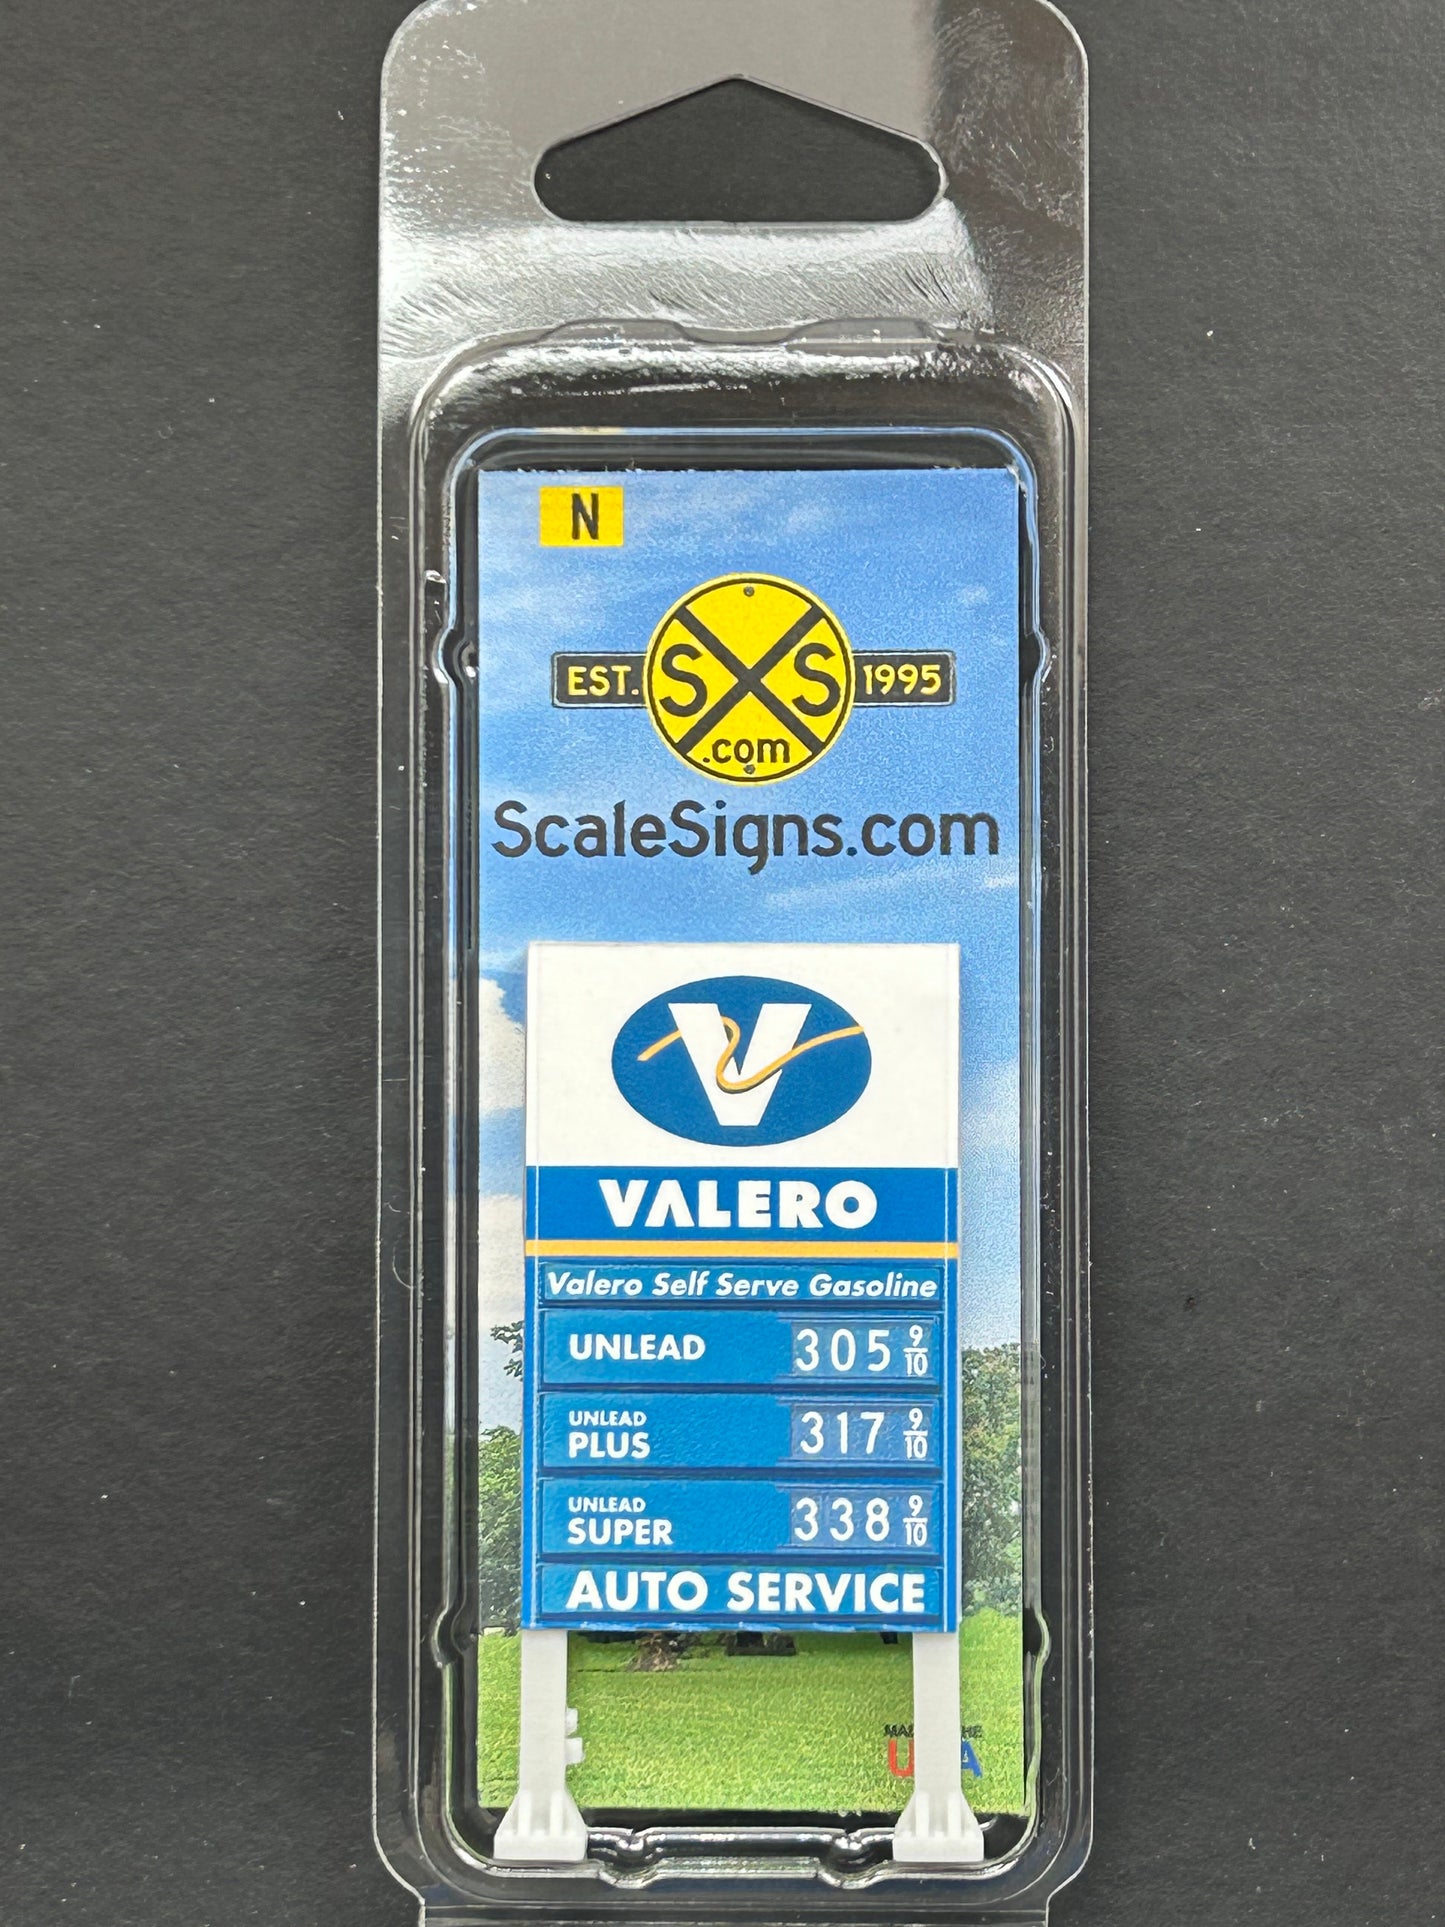 N
EST. SXS 1995
.com
ScaleSigns.com
V
VALERO
Valero Self Serve Gasoline
UNLEAD 305 9/10
UNLEAD
PLUS 317 9/10
UNLEAD
SUPER 338 9/10
AUTO SERVICE